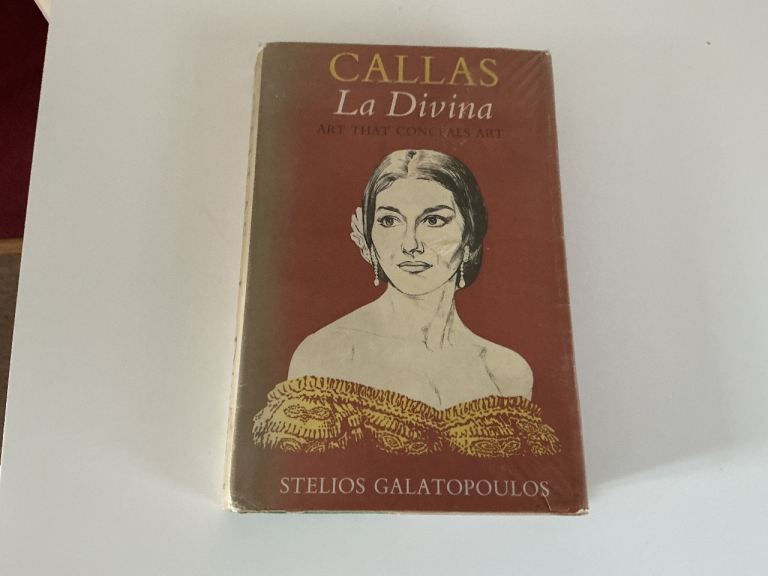 CALLAS
La Divina
ART THAT CONCEALS ART
STELIOS GALATOPOULOS